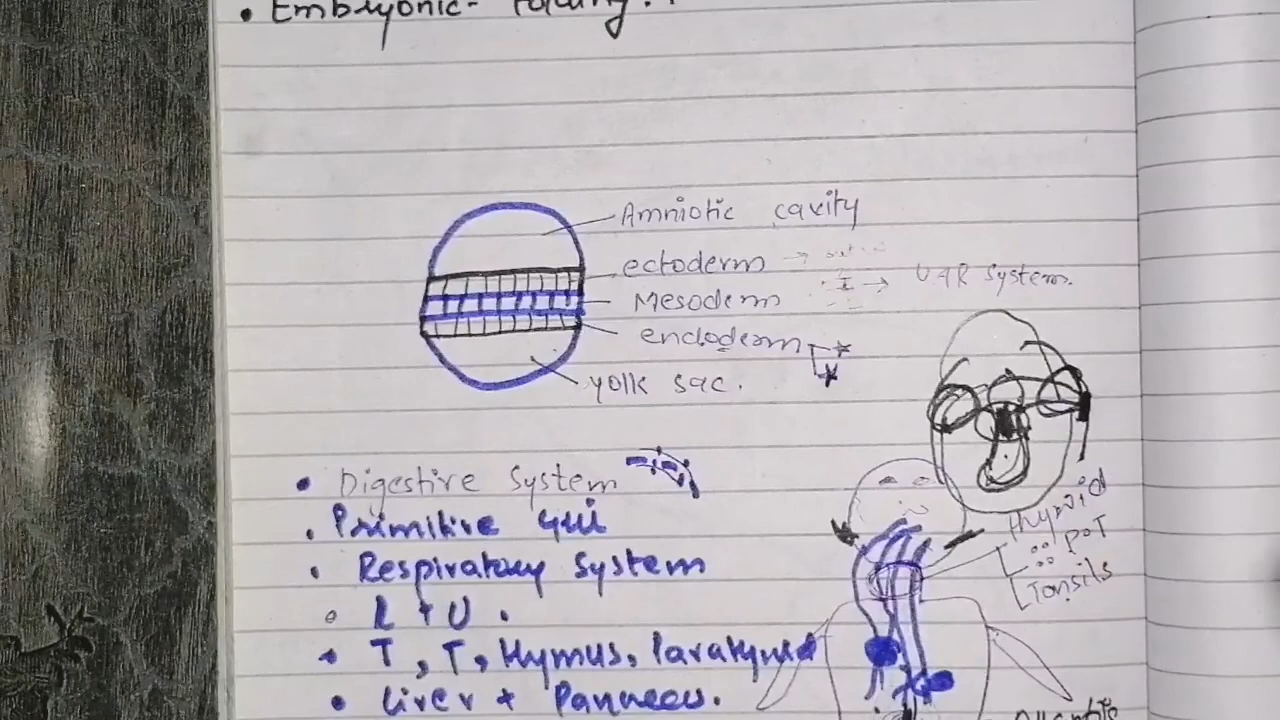 • Embryonic- Folding.
Amniotic cavity
ectoderm →
Mesoderm → U&R System.
endoderm
yolk sac.
• Digestive System
• Primitive Gut
• Respiratory System
• R + U.
thyroid
POT
Tonsils
• T, T, thymus, Parathyroid
• Liver & Panncecs.